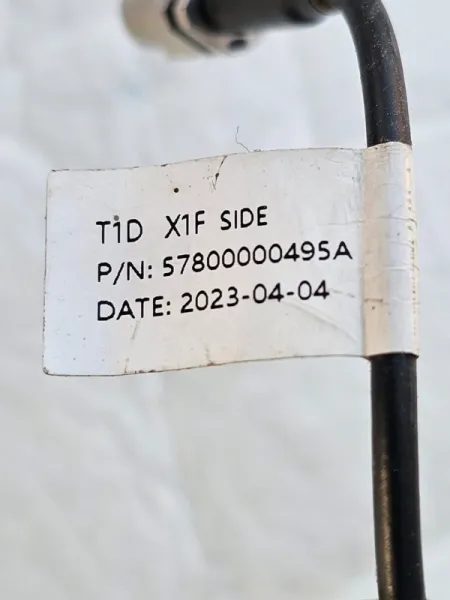 T1D X1F SIDE
P/N: 57800000495A
DATE: 2023-04-04